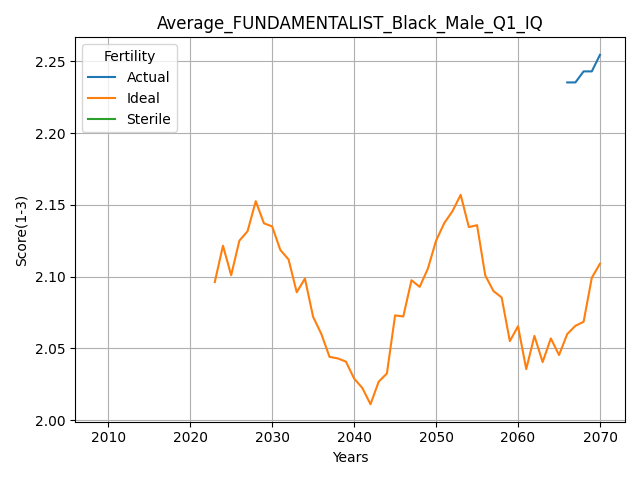 Average_FUNDAMENTALIST_Black_Male_Q1_IQ
Fertility
Actual
Ideal
Sterile
Score(1-3)
2.25
2.20
2.15
2.10
2.05
2.00
2010 2020 2030 2040 2050 2060 2070
Years